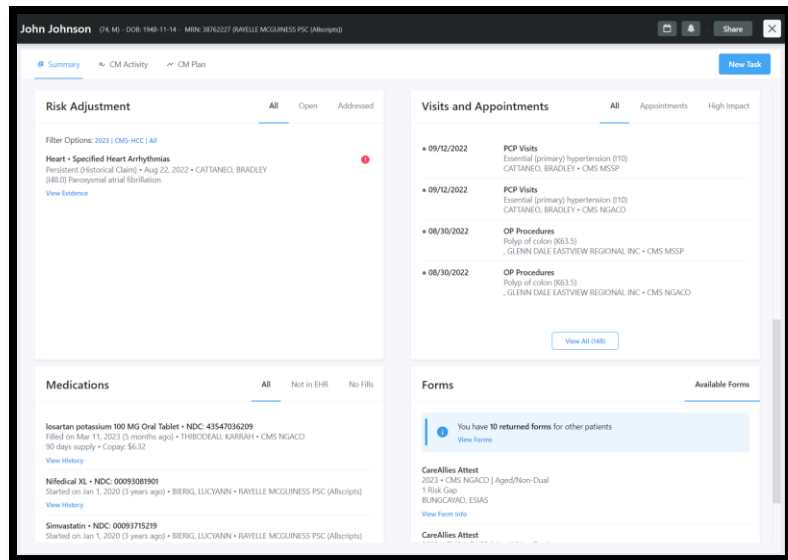 John Johnson (74, M) - DOB: 1948-11-14 - MRN: 38762227 (RAYELLE MCGUINESS PSC (Allscripts))
Share
Summary CM Activity CM Plan
New Task
Risk Adjustment All Open Addressed
Filter Options: 2023 | CMS-HCC | All
Heart • Specified Heart Arrhythmias
Persistent (Historical Claim) • Aug 22, 2022 • CATTANEO, BRADLEY
(I48.0) Paroxysmal atrial fibrillation
View Evidence
Visits and Appointments All Appointments High Impact
09/12/2022 PCP Visits
Essential (primary) hypertension (I10)
CATTANEO, BRADLEY • CMS MSSP
09/12/2022 PCP Visits
Essential (primary) hypertension (I10)
CATTANEO, BRADLEY • CMS NGACO
08/30/2022 OP Procedures
Polyp of colon (K63.5)
, GLENN DALE EASTVIEW REGIONAL INC • CMS MSSP
08/30/2022 OP Procedures
Polyp of colon (K63.5)
, GLENN DALE EASTVIEW REGIONAL INC • CMS NGACO
View All (148)
Medications All Not in EHR No Fills
losartan potassium 100 MG Oral Tablet • NDC: 43547036209
Filled on Mar 11, 2023 (5 months ago) • THIBODEAU, KARRAH • CMS NGACO
90 days supply • Copay: $6.32
View History
Nifedical XL • NDC: 00093081901
Started on Jan 1, 2020 (3 years ago) • BIERIG, LUCYANN • RAYELLE MCGUINESS PSC (Allscripts)
View History
Simvastatin • NDC: 00093715219
Started on Jan 1, 2020 (3 years ago) • BIERIG, LUCYANN • RAYELLE MCGUINESS PSC (Allscripts)
Forms Available Forms
You have 10 returned forms for other patients
View Forms
CareAllies Attest
2023 • CMS NGACO | Aged/Non-Dual
1 Risk Gap
BUNGCAYAO, ESIAS
View Form Info
CareAllies Attest